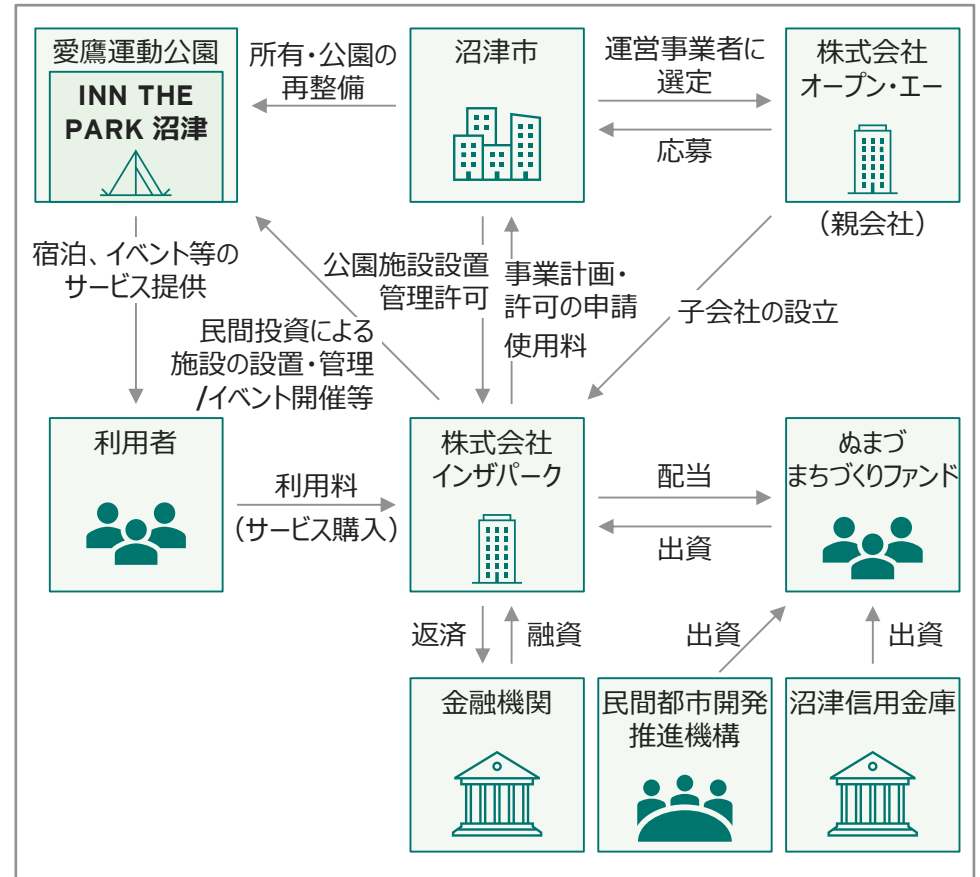 愛鷹運動公園
INN THE
PARK 沼津
所有・公園の
再整備
沼津市
運営事業者に
選定
応募
株式会社
オープン・エー
（親会社）
宿泊、イベント等の
サービス提供
公園施設設置
管理許可
事業計画・
許可の申請
使用料
子会社の設立
民間投資による
施設の設置・管理
/イベント開催等
利用者
利用料
（サービス購入）
株式会社
インザパーク
配当
出資
ぬまづ
まちづくりファンド
返済
融資
出資
出資
金融機関
民間都市開発
推進機構
沼津信用金庫